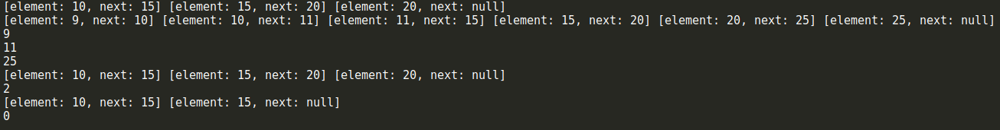 [element: 10, next: 15] [element: 15, next: 20] [element: 20, next: null]
[element: 9, next: 10] [element: 10, next: 11] [element: 11, next: 15] [element: 15, next: 20] [element: 20, next: 25] [element: 25, next: null]
9
11
25
[element: 10, next: 15] [element: 15, next: 20] [element: 20, next: null]
2
[element: 10, next: 15] [element: 15, next: null]
0